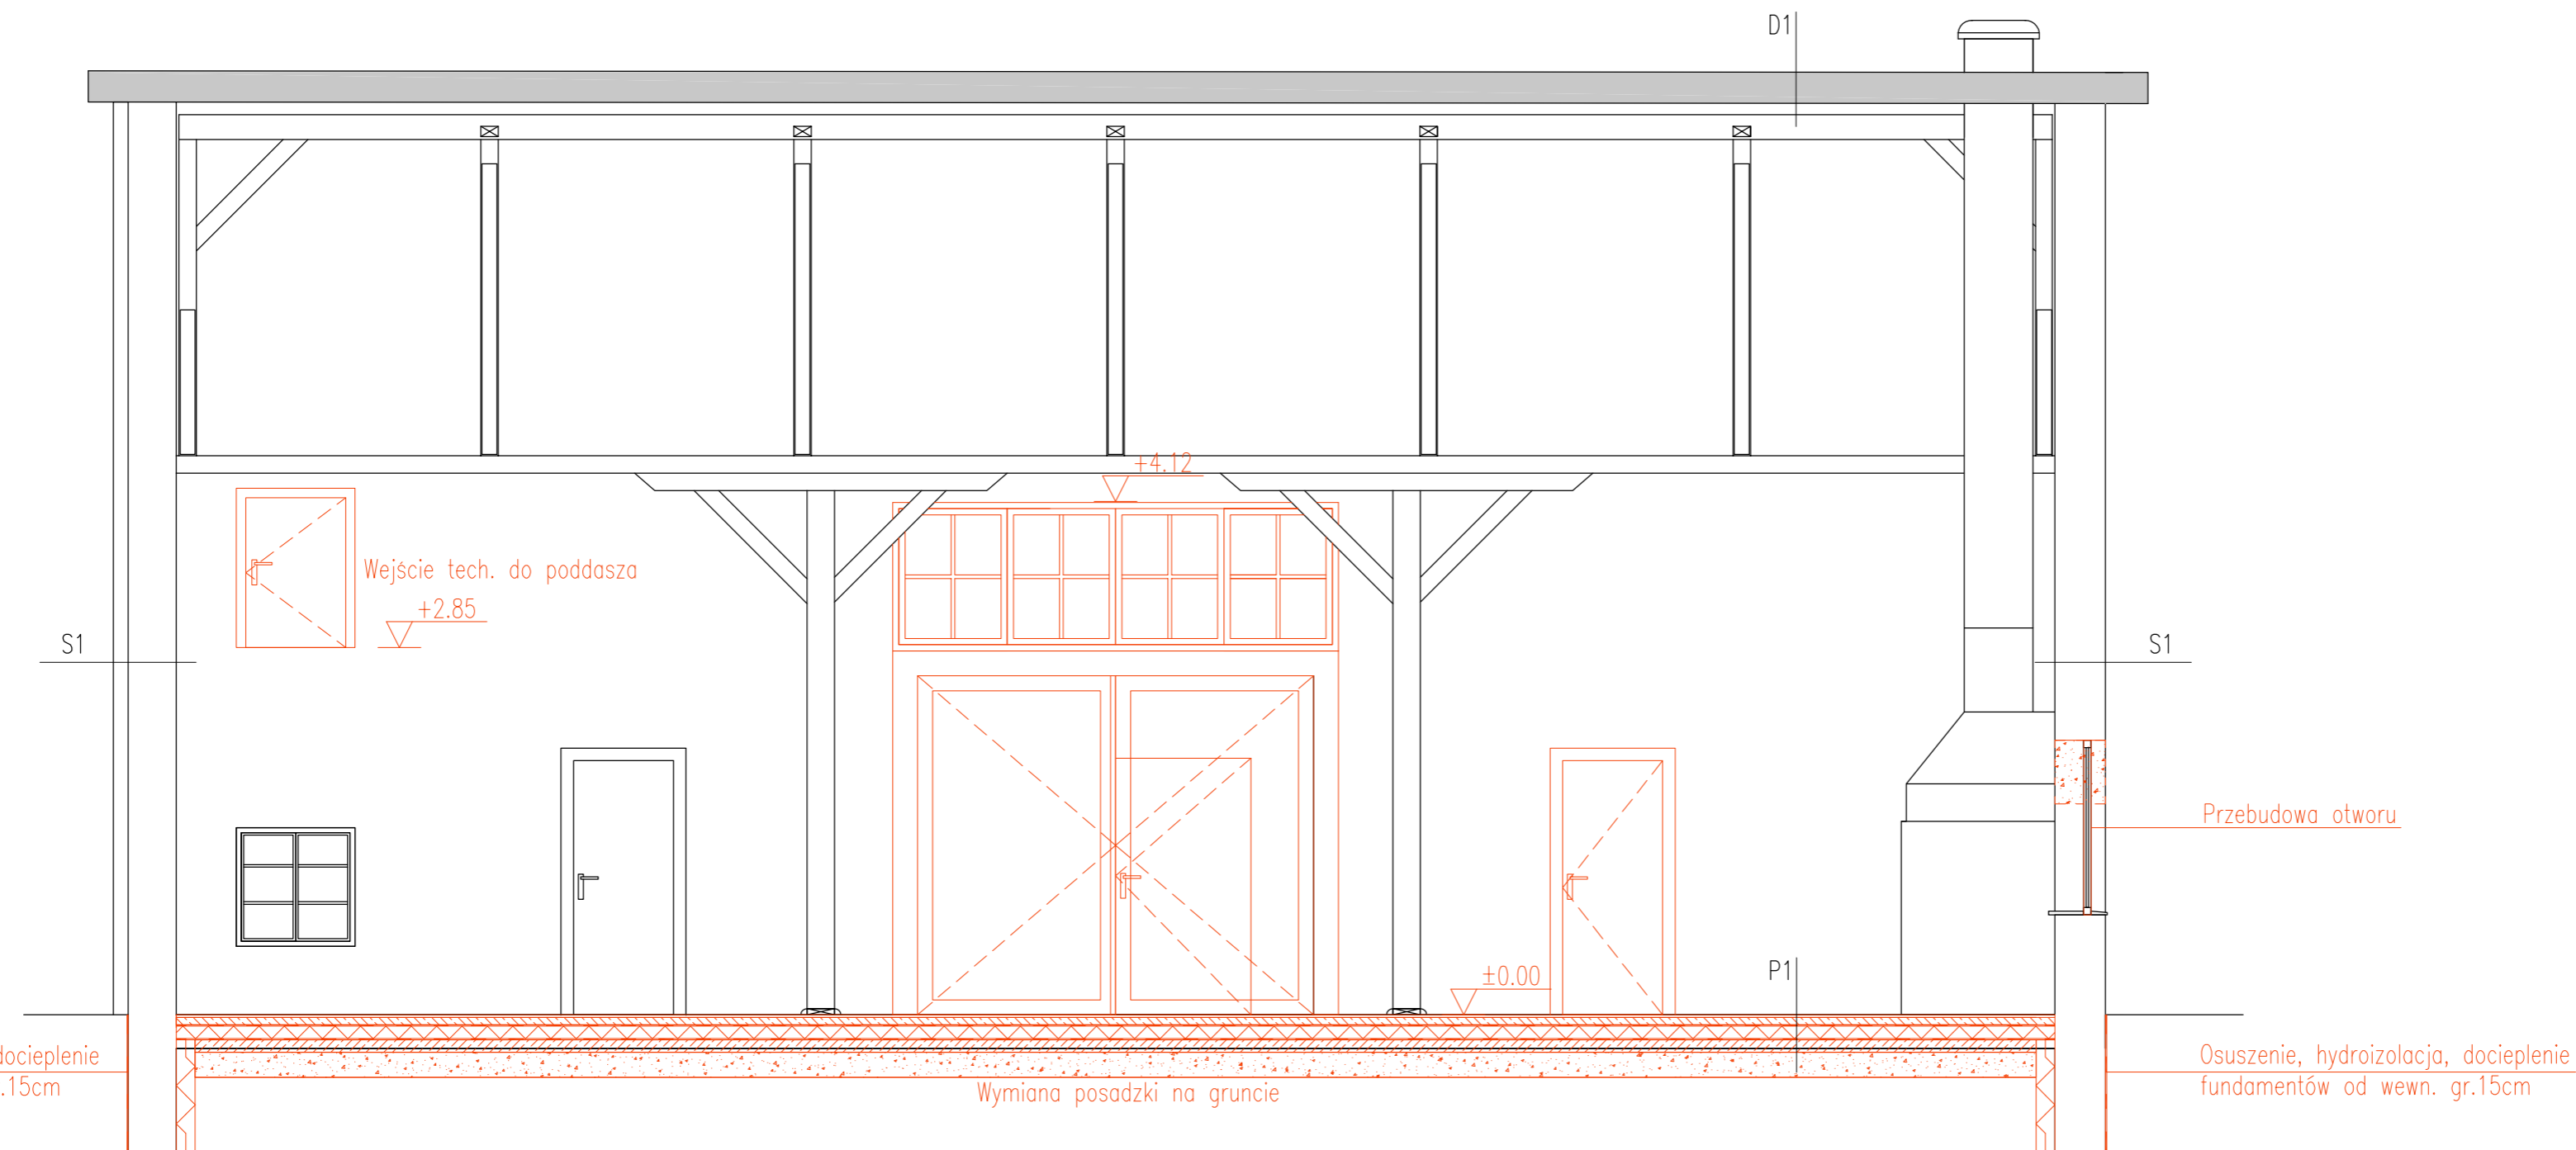 D1
+4.12
Wejście tech. do poddasza
+2.85
S1
S1
Przebudowa otworu
±0.00
P1
docieplenie
.15cm
Wymiana posadzki na gruncie
Osuszenie, hydroizolacja, docieplenie
fundamentów od wewn. gr.15cm